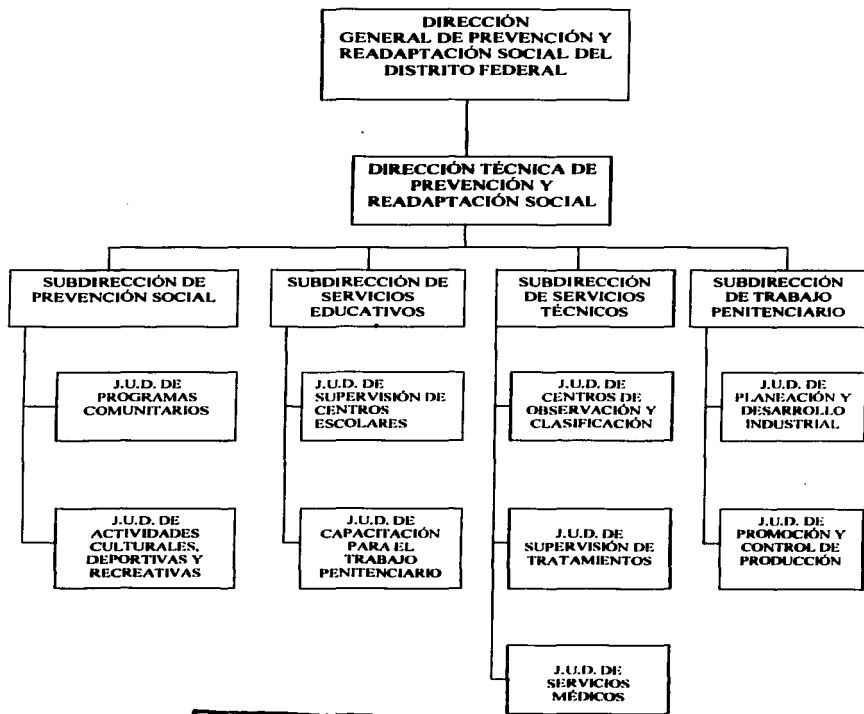 DIRECCIÓN
GENERAL DE PREVENCIÓN Y
READAPTACIÓN SOCIAL DEL
DISTRITO FEDERAL
DIRECCIÓN TÉCNICA DE
PREVENCIÓN Y
READAPTACIÓN SOCIAL
SUBDIRECCIÓN DE
PREVENCIÓN SOCIAL
SUBDIRECCIÓN DE
SERVICIOS
EDUCATIVOS
SUBDIRECCIÓN
DE SERVICIOS
TÉCNICOS
SUBDIRECCIÓN
DE TRABAJO
PENITENCIARIO
J.U.D. DE
PROGRAMAS
COMUNITARIOS
J.U.D. DE
SUPERVISIÓN DE
CENTROS
ESCOLARES
J.U.D. DE
CENTROS DE
OBSERVACIÓN Y
CLASIFICACIÓN
J.U.D. DE
PLANEACIÓN Y
DESARROLLO
INDUSTRIAL
J.U.D. DE
ACTIVIDADES
CULTURALES,
DEPORTIVAS Y
RECREATIVAS
J.U.D. DE
CAPACITACIÓN
PARA EL
TRABAJO
PENITENCIARIO
J.U.D. DE
SUPERVISIÓN DE
TRATAMIENTOS
J.U.D. DE
PROMOCIÓN Y
CONTROL DE
PRODUCCIÓN
J.U.D. DE
SERVICIOS
MÉDICOS